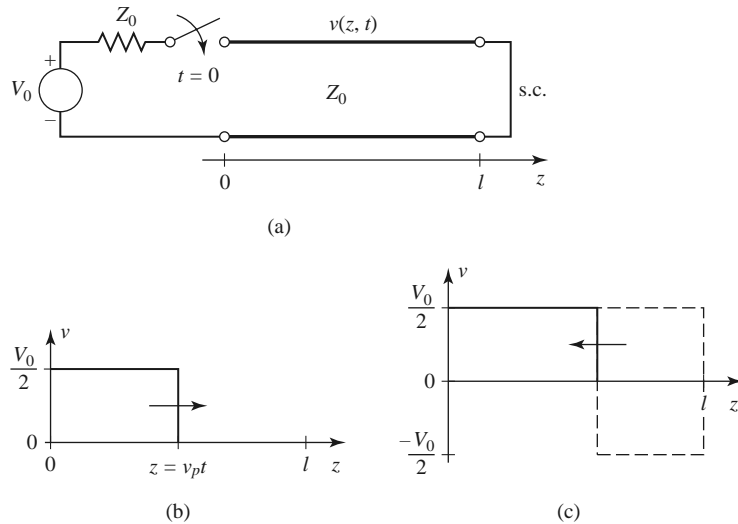 Z0
v(z, t)
+
V0
−
t = 0
Z0
s.c.
0
l
z
(a)
v
V0
2
0
0
z = vpt
l
z
(b)
v
V0
2
0
l
z
−V0
2
(c)